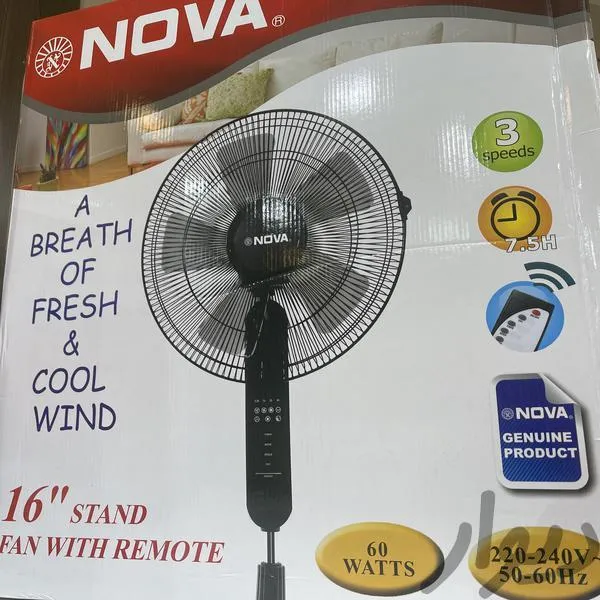 NOVA®
3
speeds
7.5H
A
BREATH
OF
FRESH
&
COOL
WIND
NOVA
NOVA
GENUINE
PRODUCT
16" STAND
FAN WITH REMOTE
60
WATTS
220-240V~
50-60Hz
دیوار